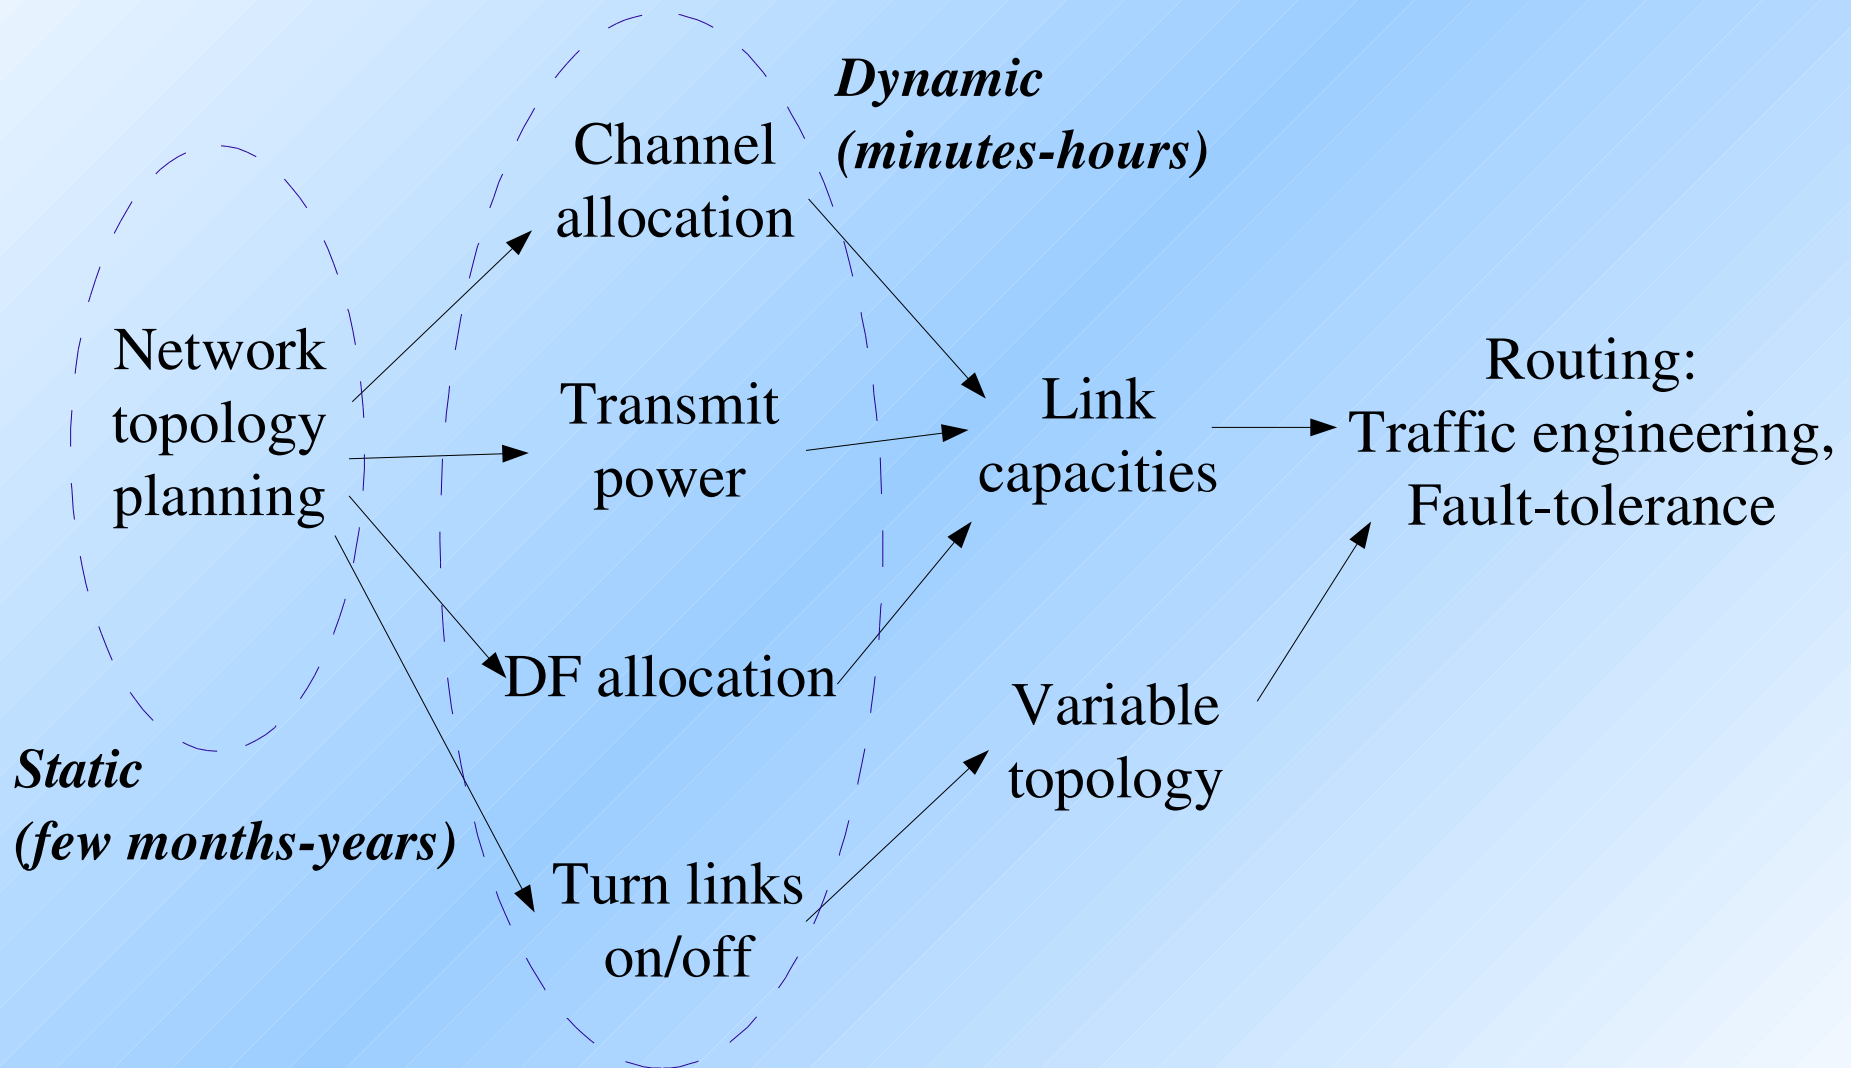 Dynamic
(minutes-hours)
Channel
allocation
Network
topology
planning
Transmit
power
Link
capacities
Routing:
Traffic engineering,
Fault-tolerance
DF allocation
Variable
topology
Static
(few months-years)
Turn links
on/off